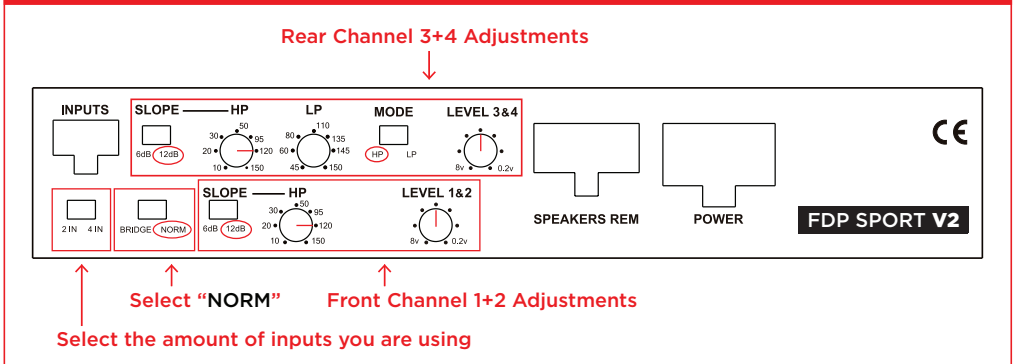 Rear Channel 3+4 Adjustments
INPUTS SLOPE HP LP MODE LEVEL 3&4
50 110
30 95 80 135
20 120 60 145
6dB 12dB HP LP
10 150 45 150 8v 0.2v
CE
SLOPE HP LEVEL 1&2
50
30 95
20 120
2 IN 4 IN BRIDGE NORM 6dB 12dB
10 150 8v 0.2v
SPEAKERS REM POWER FDP SPORT V2
Select “NORM” Front Channel 1+2 Adjustments
Select the amount of inputs you are using